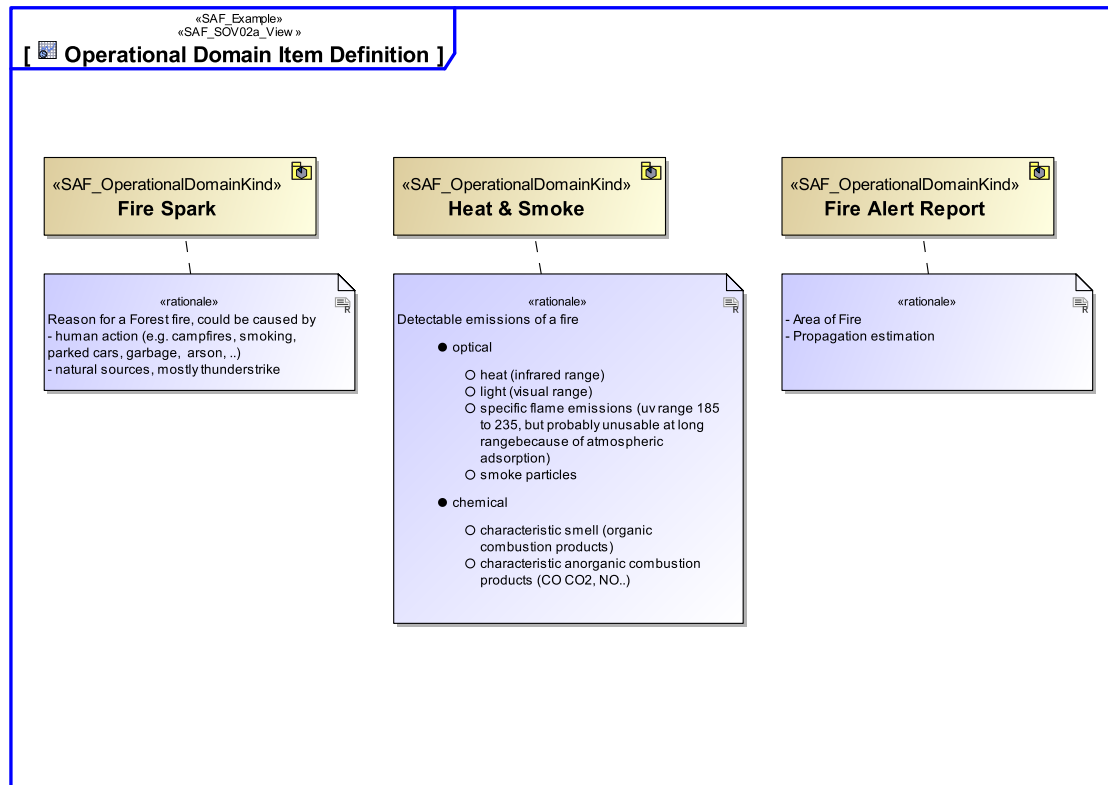 «SAF_Example»
«SAF_SOV02a_View»
[ Operational Domain Item Definition ]
«SAF_OperationalDomainKind»
Fire Spark
«rationale»
Reason for a Forest fire, could be caused by
- human action (e.g. campfires, smoking,
parked cars, garbage, arson, ..)
- natural sources, mostly thunderstrike
«SAF_OperationalDomainKind»
Heat & Smoke
«rationale»
Detectable emissions of a fire
● optical
○ heat (infrared range)
○ light (visual range)
○ specific flame emissions (uv range 185
to 235, but probably unusable at long
rangebecause of atmospheric
adsorption)
○ smoke particles
● chemical
○ characteristic smell (organic
combustion products)
○ characteristic anorganic combustion
products (CO CO2, NO..)
«SAF_OperationalDomainKind»
Fire Alert Report
«rationale»
- Area of Fire
- Propagation estimation